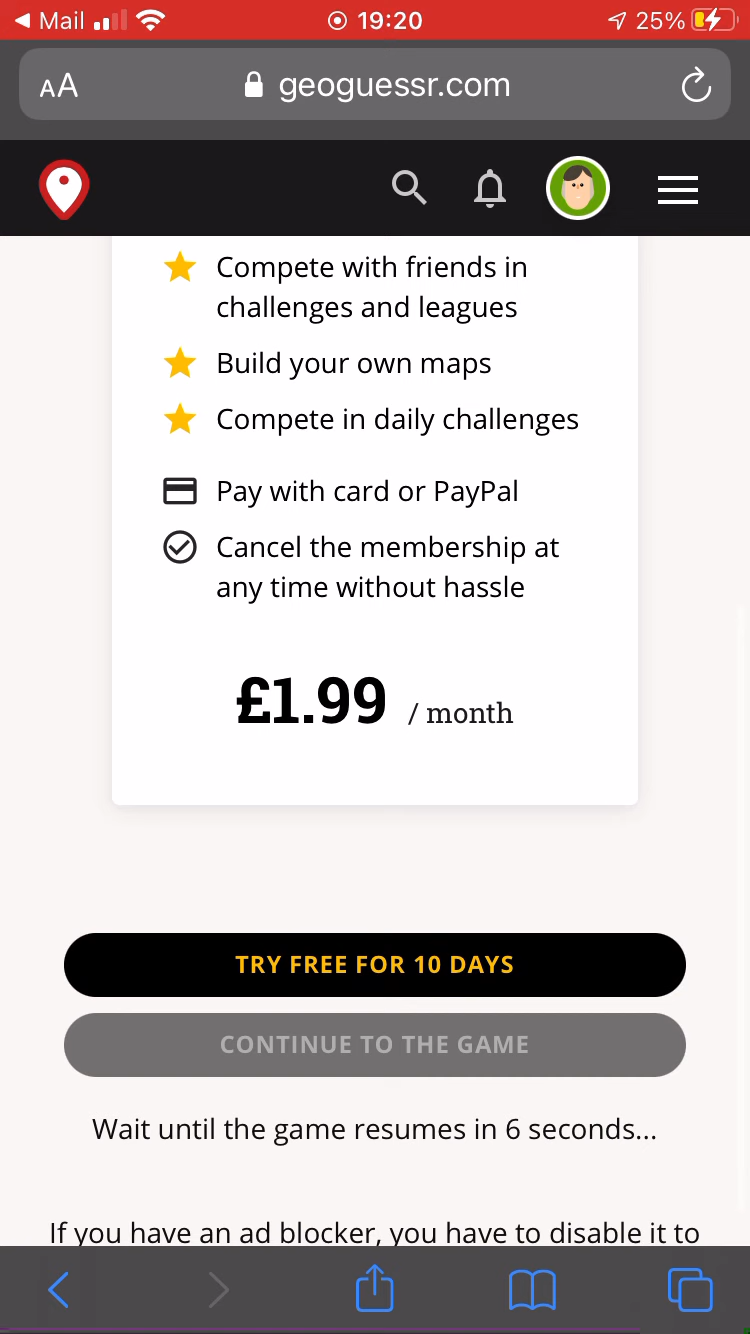 Mail 19:20 25%
AA geoguessr.com
Compete with friends in
challenges and leagues
Build your own maps
Compete in daily challenges
Pay with card or PayPal
Cancel the membership at
any time without hassle
£1.99 / month
TRY FREE FOR 10 DAYS
CONTINUE TO THE GAME
Wait until the game resumes in 6 seconds...
If you have an ad blocker, you have to disable it to